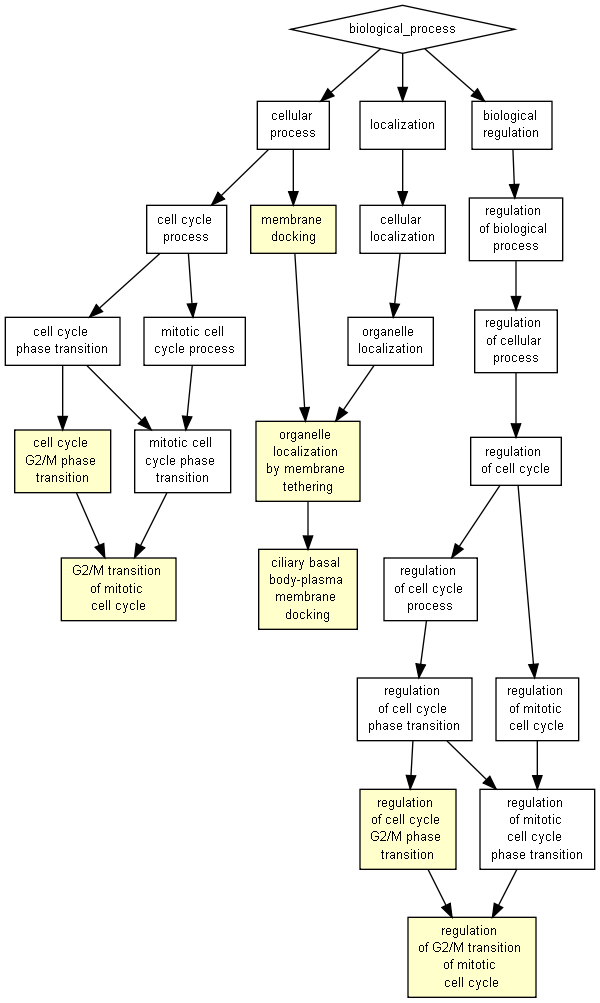 biological_process
cellular
process
localization
biological
regulation
cell cycle
process
membrane
docking
cellular
localization
regulation
of biological
process
cell cycle
phase transition
mitotic cell
cycle process
organelle
localization
regulation
of cellular
process
cell cycle
G2/M phase
transition
mitotic cell
cycle phase
transition
organelle
localization
by membrane
tethering
regulation
of cell cycle
G2/M transition
of mitotic
cell cycle
ciliary basal
body-plasma
membrane
docking
regulation
of cell cycle
process
regulation
of cell cycle
phase transition
regulation
of mitotic
cell cycle
regulation
of cell cycle
G2/M phase
transition
regulation
of mitotic
cell cycle
phase transition
regulation
of G2/M transition
of mitotic
cell cycle